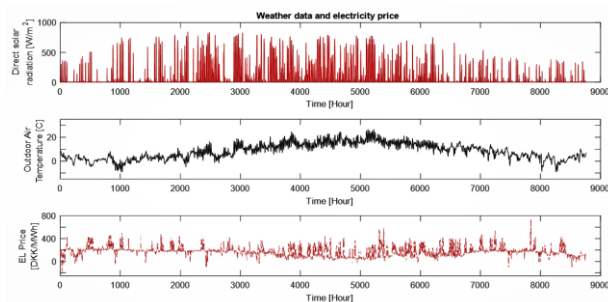 Weather data and electricity price
Direct solar
radiation [W/m²]
1000
500
0
0 1000 2000 3000 4000 5000 6000 7000 8000 9000
Time [Hour]
Outdoor Air
Temperature [C]
20
0
0 1000 2000 3000 4000 5000 6000 7000 8000 9000
Time [Hour]
EL Price
[DKK/MWh]
800
400
0
0 1000 2000 3000 4000 5000 6000 7000 8000 9000
Time [Hour]